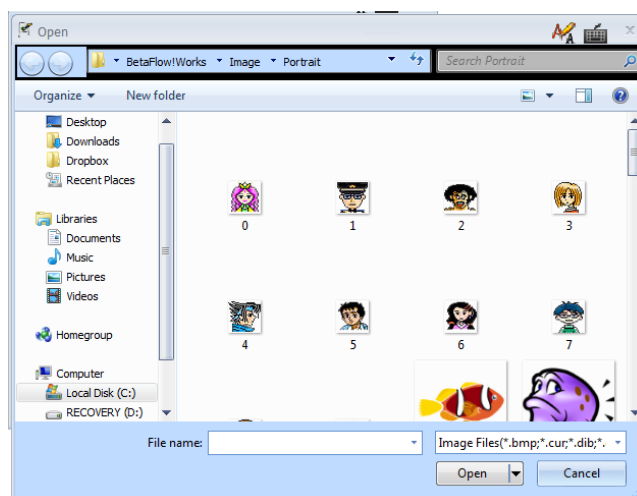 Open
BetaFlow!Works Image Portrait Search Portrait
Organize New folder
Desktop
Downloads
Dropbox
Recent Places
Libraries
Documents
Music
Pictures
Videos
Homegroup
Computer
Local Disk (C:)
RECOVERY (D:)
0 1 2 3
4 5 6 7
File name: Image Files(*.bmp;*.cur;*.dib;*.
Open Cancel